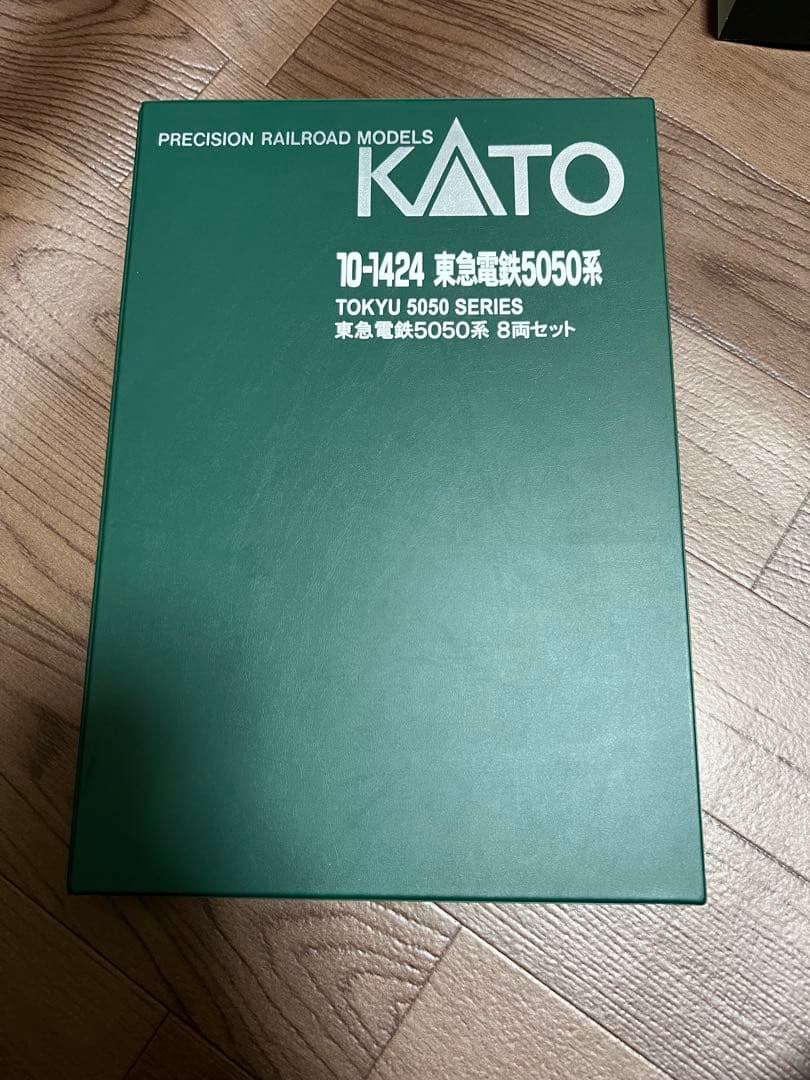 PRECISION RAILROAD MODELS
KATO
10-1424 東急電鉄5050系
TOKYU 5050 SERIES
東急電鉄5050系 8両セット